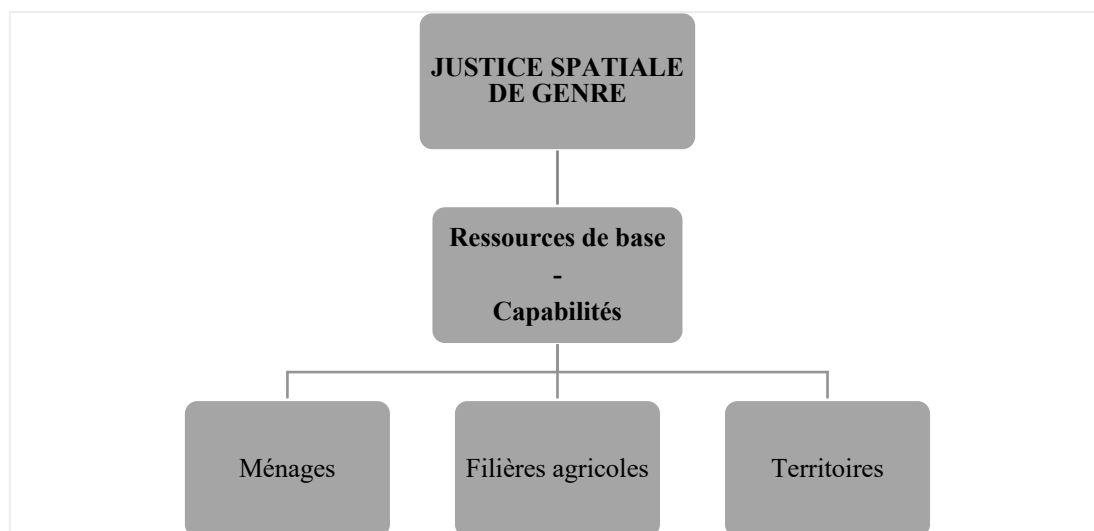 JUSTICE SPATIALE
DE GENRE
Ressources de base
-
Capabilités
Ménages
Filières agricoles
Territoires